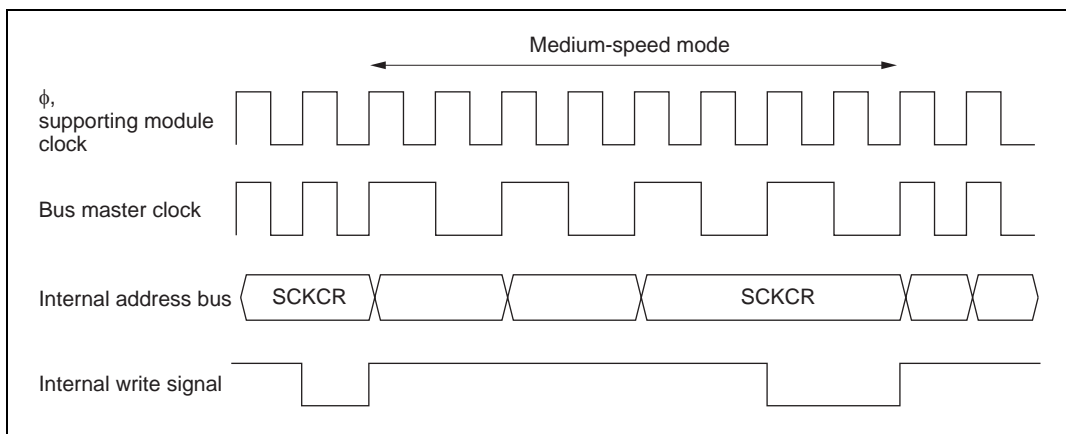 Medium-speed mode
ϕ,
supporting module
clock
Bus master clock
Internal address bus
SCKCR
SCKCR
Internal write signal